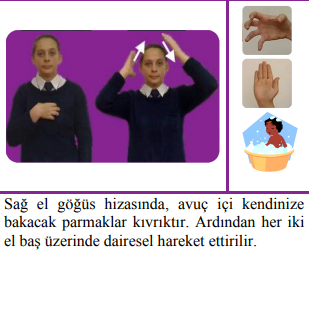 Sağ el göğüs hizasında, avuç içi kendinize
bakacak parmaklar kıvrıktır. Ardından her iki
el baş üzerinde dairesel hareket ettirilir.